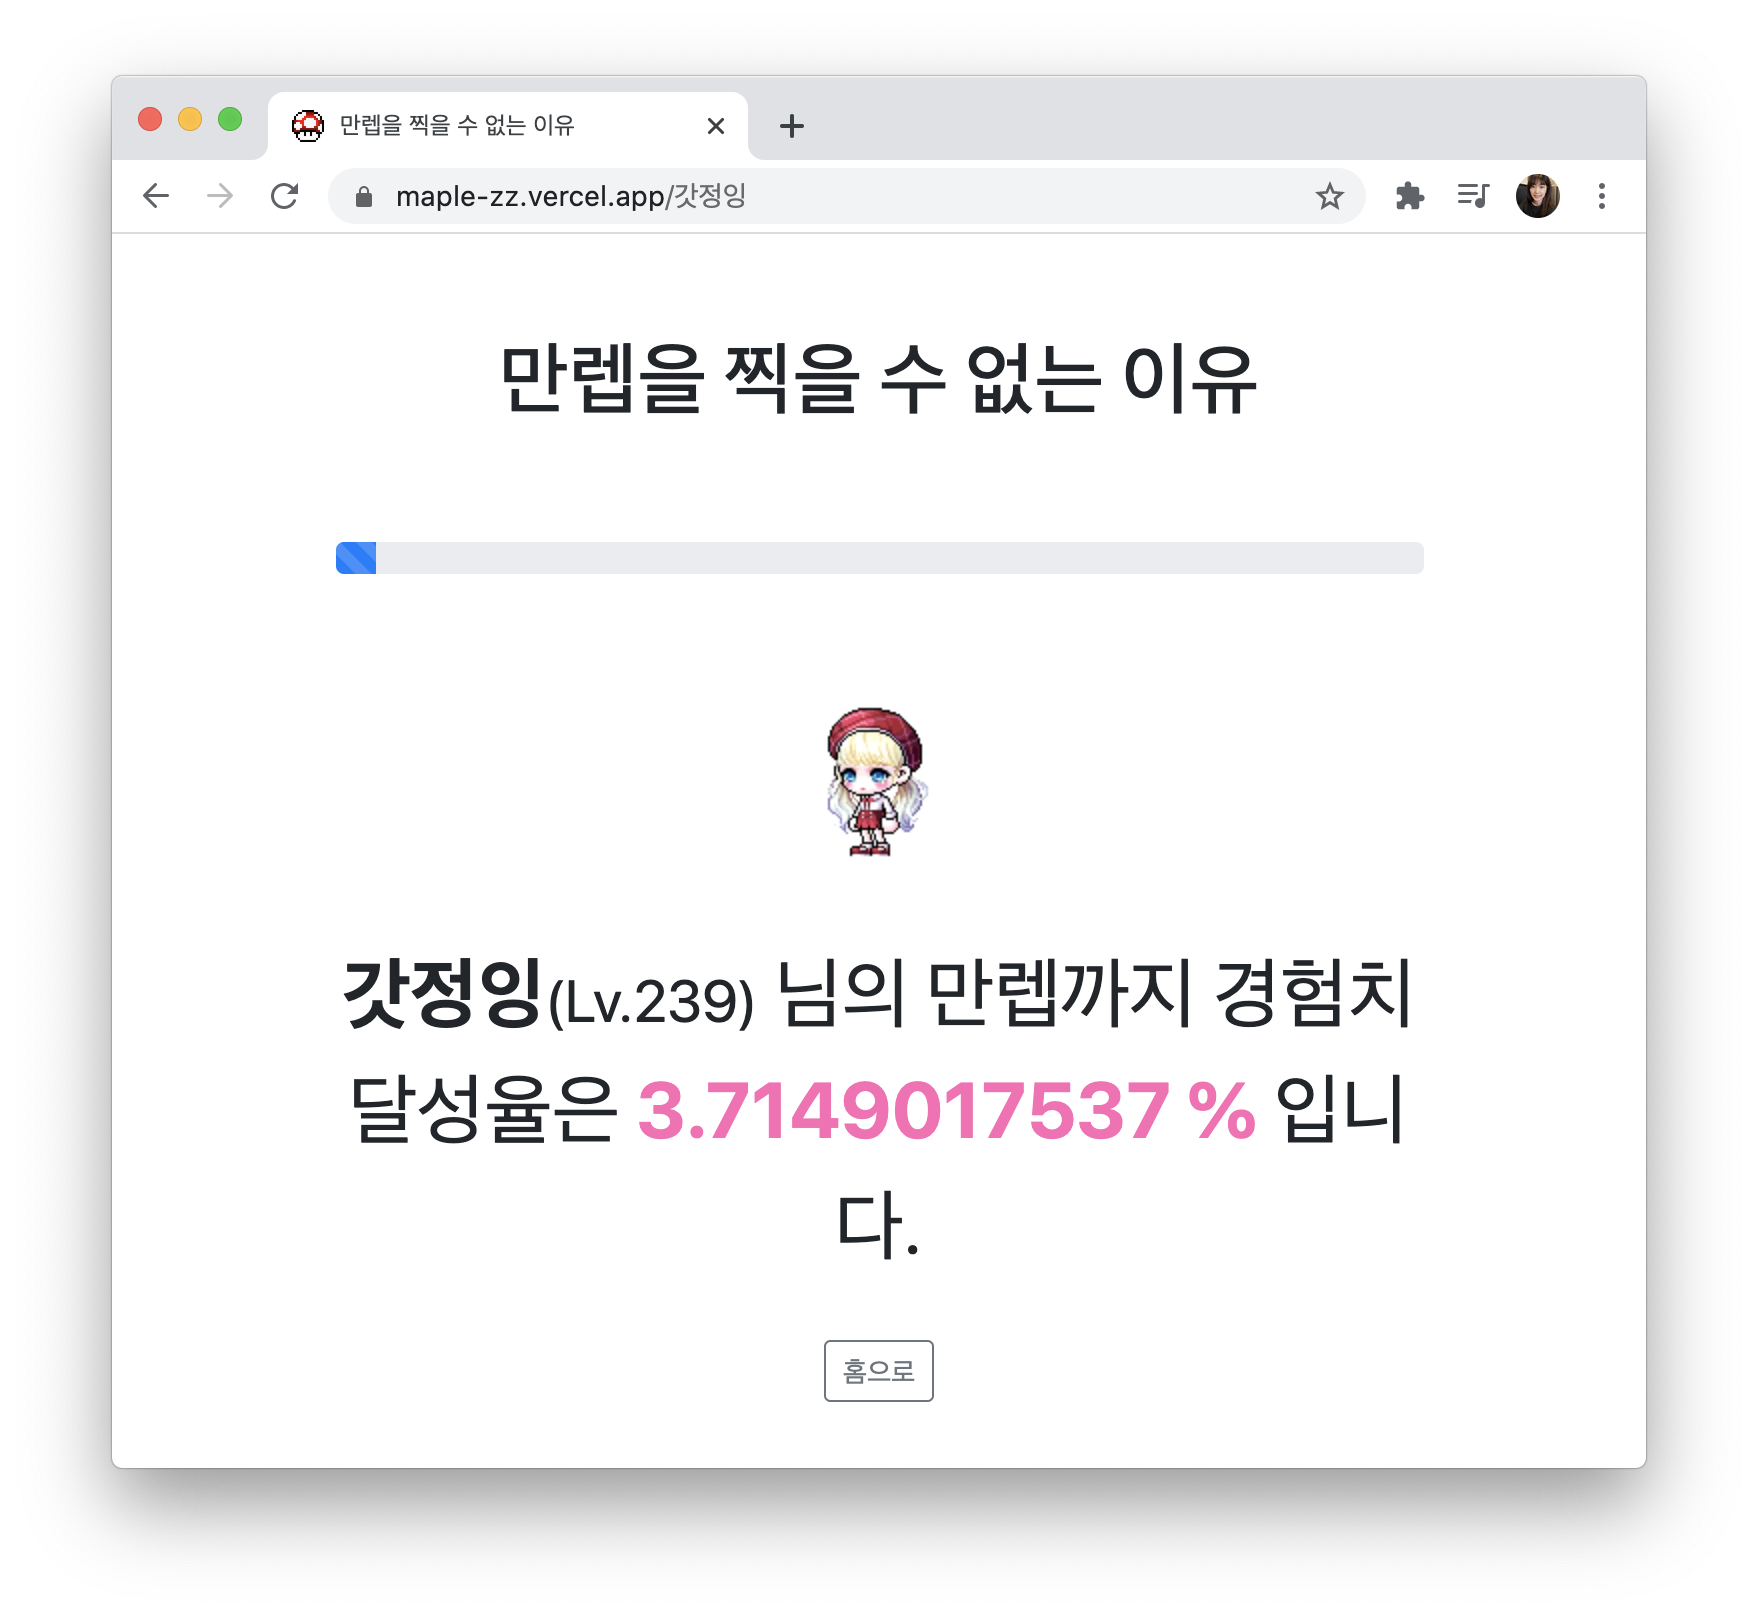 만렙을 찍을 수 없는 이유
maple-zz.vercel.app/갓정잉
만렙을 찍을 수 없는 이유
갓정잉(Lv.239) 님의 만렙까지 경험치
달성율은 3.7149017537 % 입니
다.
홈으로